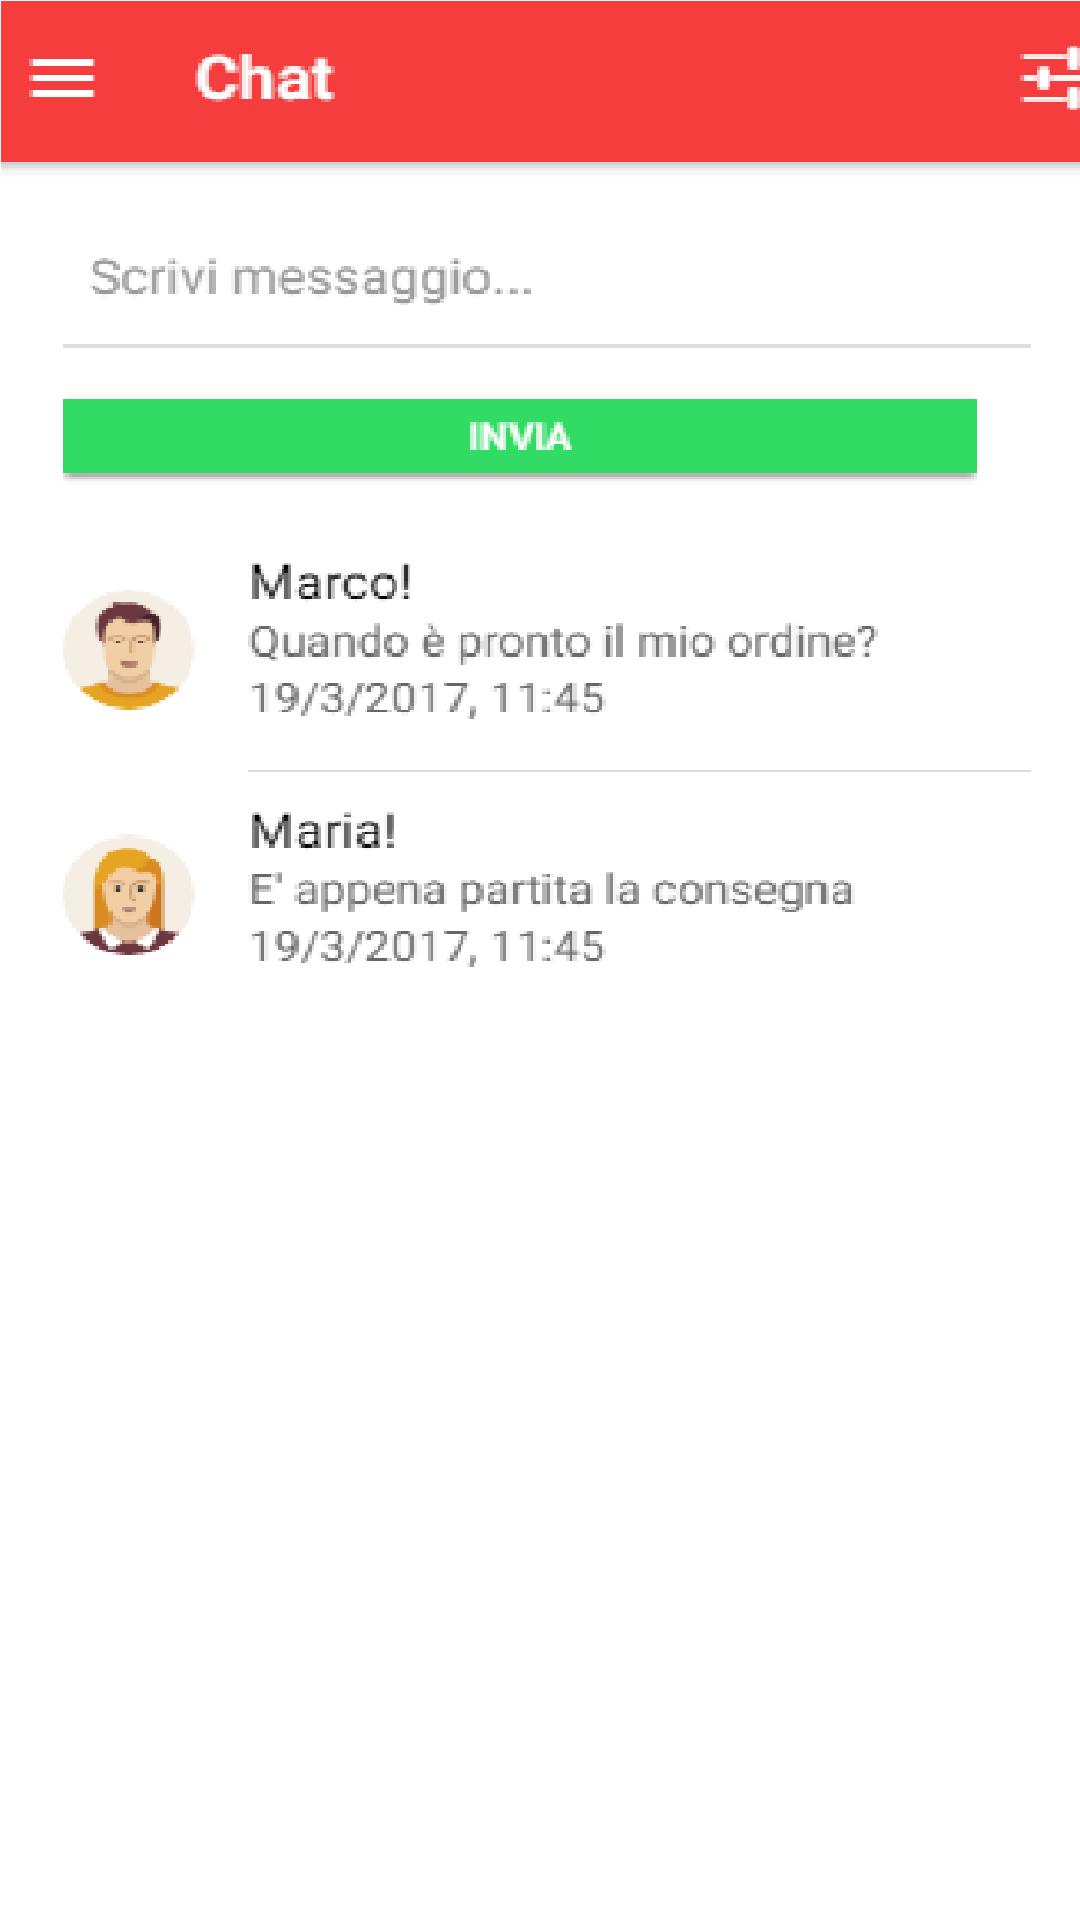 Chat
Scrivi messaggio...
INVIA
Marco!
Quando è pronto il mio ordine?
19/3/2017, 11:45
Maria!
E' appena partita la consegna
19/3/2017, 11:45